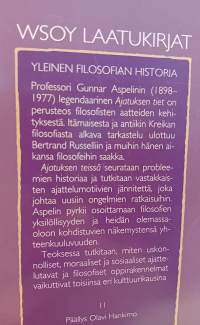 WSOY LAATUKIRJAT
YLEINEN FILOSOFIAN HISTORIA
Professori Gunnar Aspelinin (1898–
1977) legendaarinen Ajatuksen tiet on
perusteos filosofisten aatteiden kehi-
tyksestä. Itämaisesta ja antiikin Kreikan
filosofiasta alkava tarkastelu ulottuu
Bertrand Russelliin ja muihin hänen ai-
kansa filosofeihin saakka.
Ajatuksen teissä seurataan proble-
mien historiaa ja tutkitaan vastakkais-
ten ajattelumotiivien jännitettä, joka
johtaa uusiin ongelmien ratkaisuihin.
Aspelin pyrkii osoittamaan filosofien
yksilöllisyyden ja heidän olemassa-
oloon kohdistuvien näkemystensä yh-
teenkuuluvuuden.
Teoksessa tutkitaan, miten uskon-
nolliset, moraaliset ja sosiaaliset ajatte-
lutavat ja filosofiset oppirakennelmat
vaikuttivat toisiinsa eri kulttuurikausina
11
Päällys Olavi Hankimo